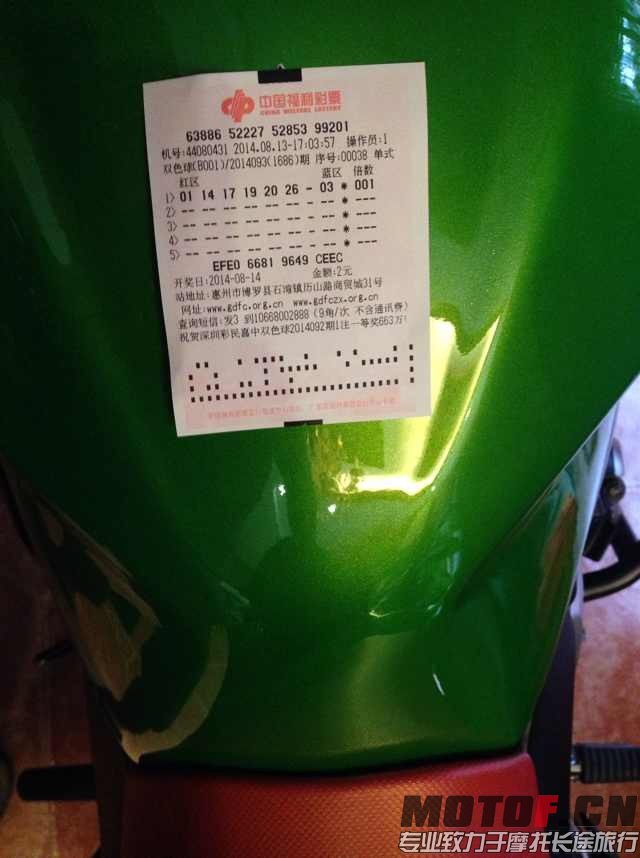 中国福利彩票
CHINA WELFARE LOTTERY
63886 52227 52853 99201
机号:44080431 2014.08.13-17:03:57 操作员:1
双色球(B001)/2014093(1686)期 序号:00038 单式
红区 蓝区 倍数
1> 01 14 17 19 20 26 - 03 * 001
2> -- -- -- -- -- -- - -- * ---
3> -- -- -- -- -- -- - -- * ---
4> -- -- -- -- -- -- - -- * ---
5> -- -- -- -- -- -- - -- * ---
EFE0 6681 9649 CEEC
开奖日:2014-08-14 金额:2元
站地址:惠州市博罗县石湾镇历山路商贸城31号
网址:www.gdfc.org.cn www.gdfczx.org.cn
查询短信:发3 到10668002888 (9角/次 不含通讯费)
祝贺深圳彩民喜中双色球2014092期1注一等奖663万!
MOTOF.CN
专业致力于摩托长途旅行